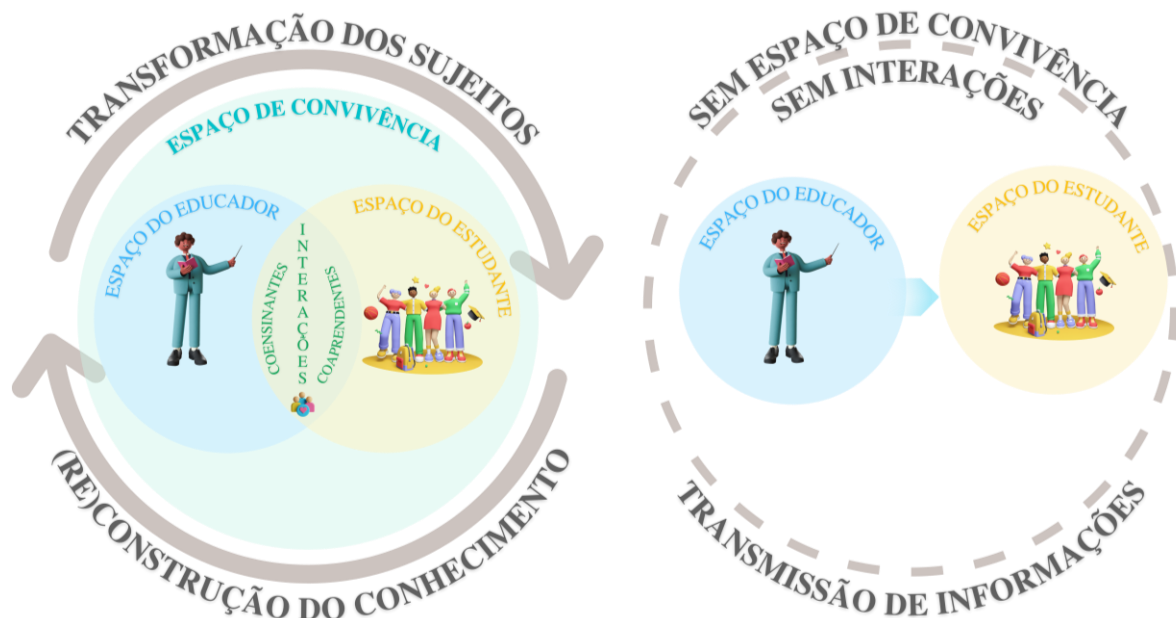 TRANSFORMAÇÃO DOS SUJEITOS
ESPAÇO DE CONVIVÊNCIA
ESPAÇO DO EDUCADOR
ESPAÇO DO ESTUDANTE
COENSINANTES
INTERAÇÕES
COAPRENDENTES
(RE)CONSTRUÇÃO DO CONHECIMENTO
SEM ESPAÇO DE CONVIVÊNCIA
SEM INTERAÇÕES
ESPAÇO DO EDUCADOR
ESPAÇO DO ESTUDANTE
TRANSMISSÃO DE INFORMAÇÕES